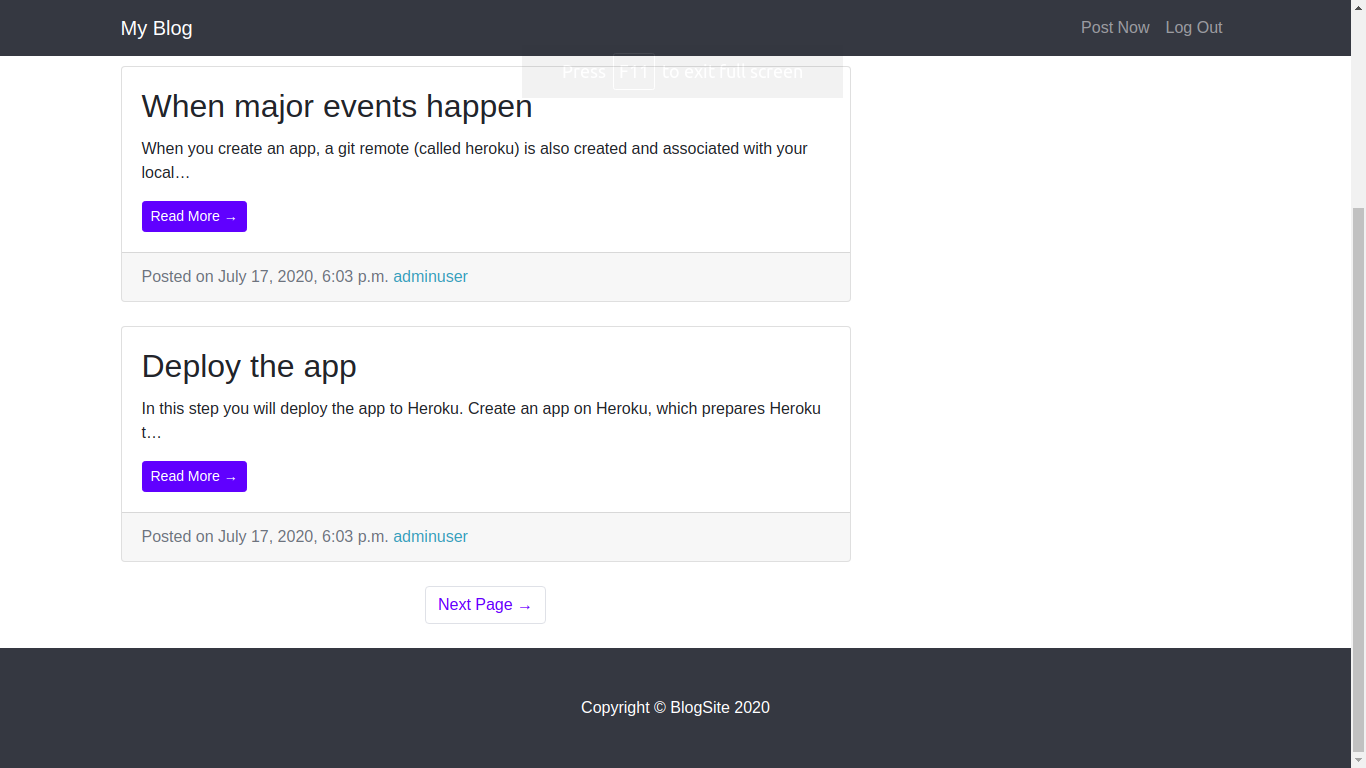 My Blog
Post Now Log Out
Press F11 to exit full screen
When major events happen
When you create an app, a git remote (called heroku) is also created and associated with your
local…
Read More →
Posted on July 17, 2020, 6:03 p.m. adminuser
Deploy the app
In this step you will deploy the app to Heroku. Create an app on Heroku, which prepares Heroku
t…
Read More →
Posted on July 17, 2020, 6:03 p.m. adminuser
Next Page →
Copyright © BlogSite 2020